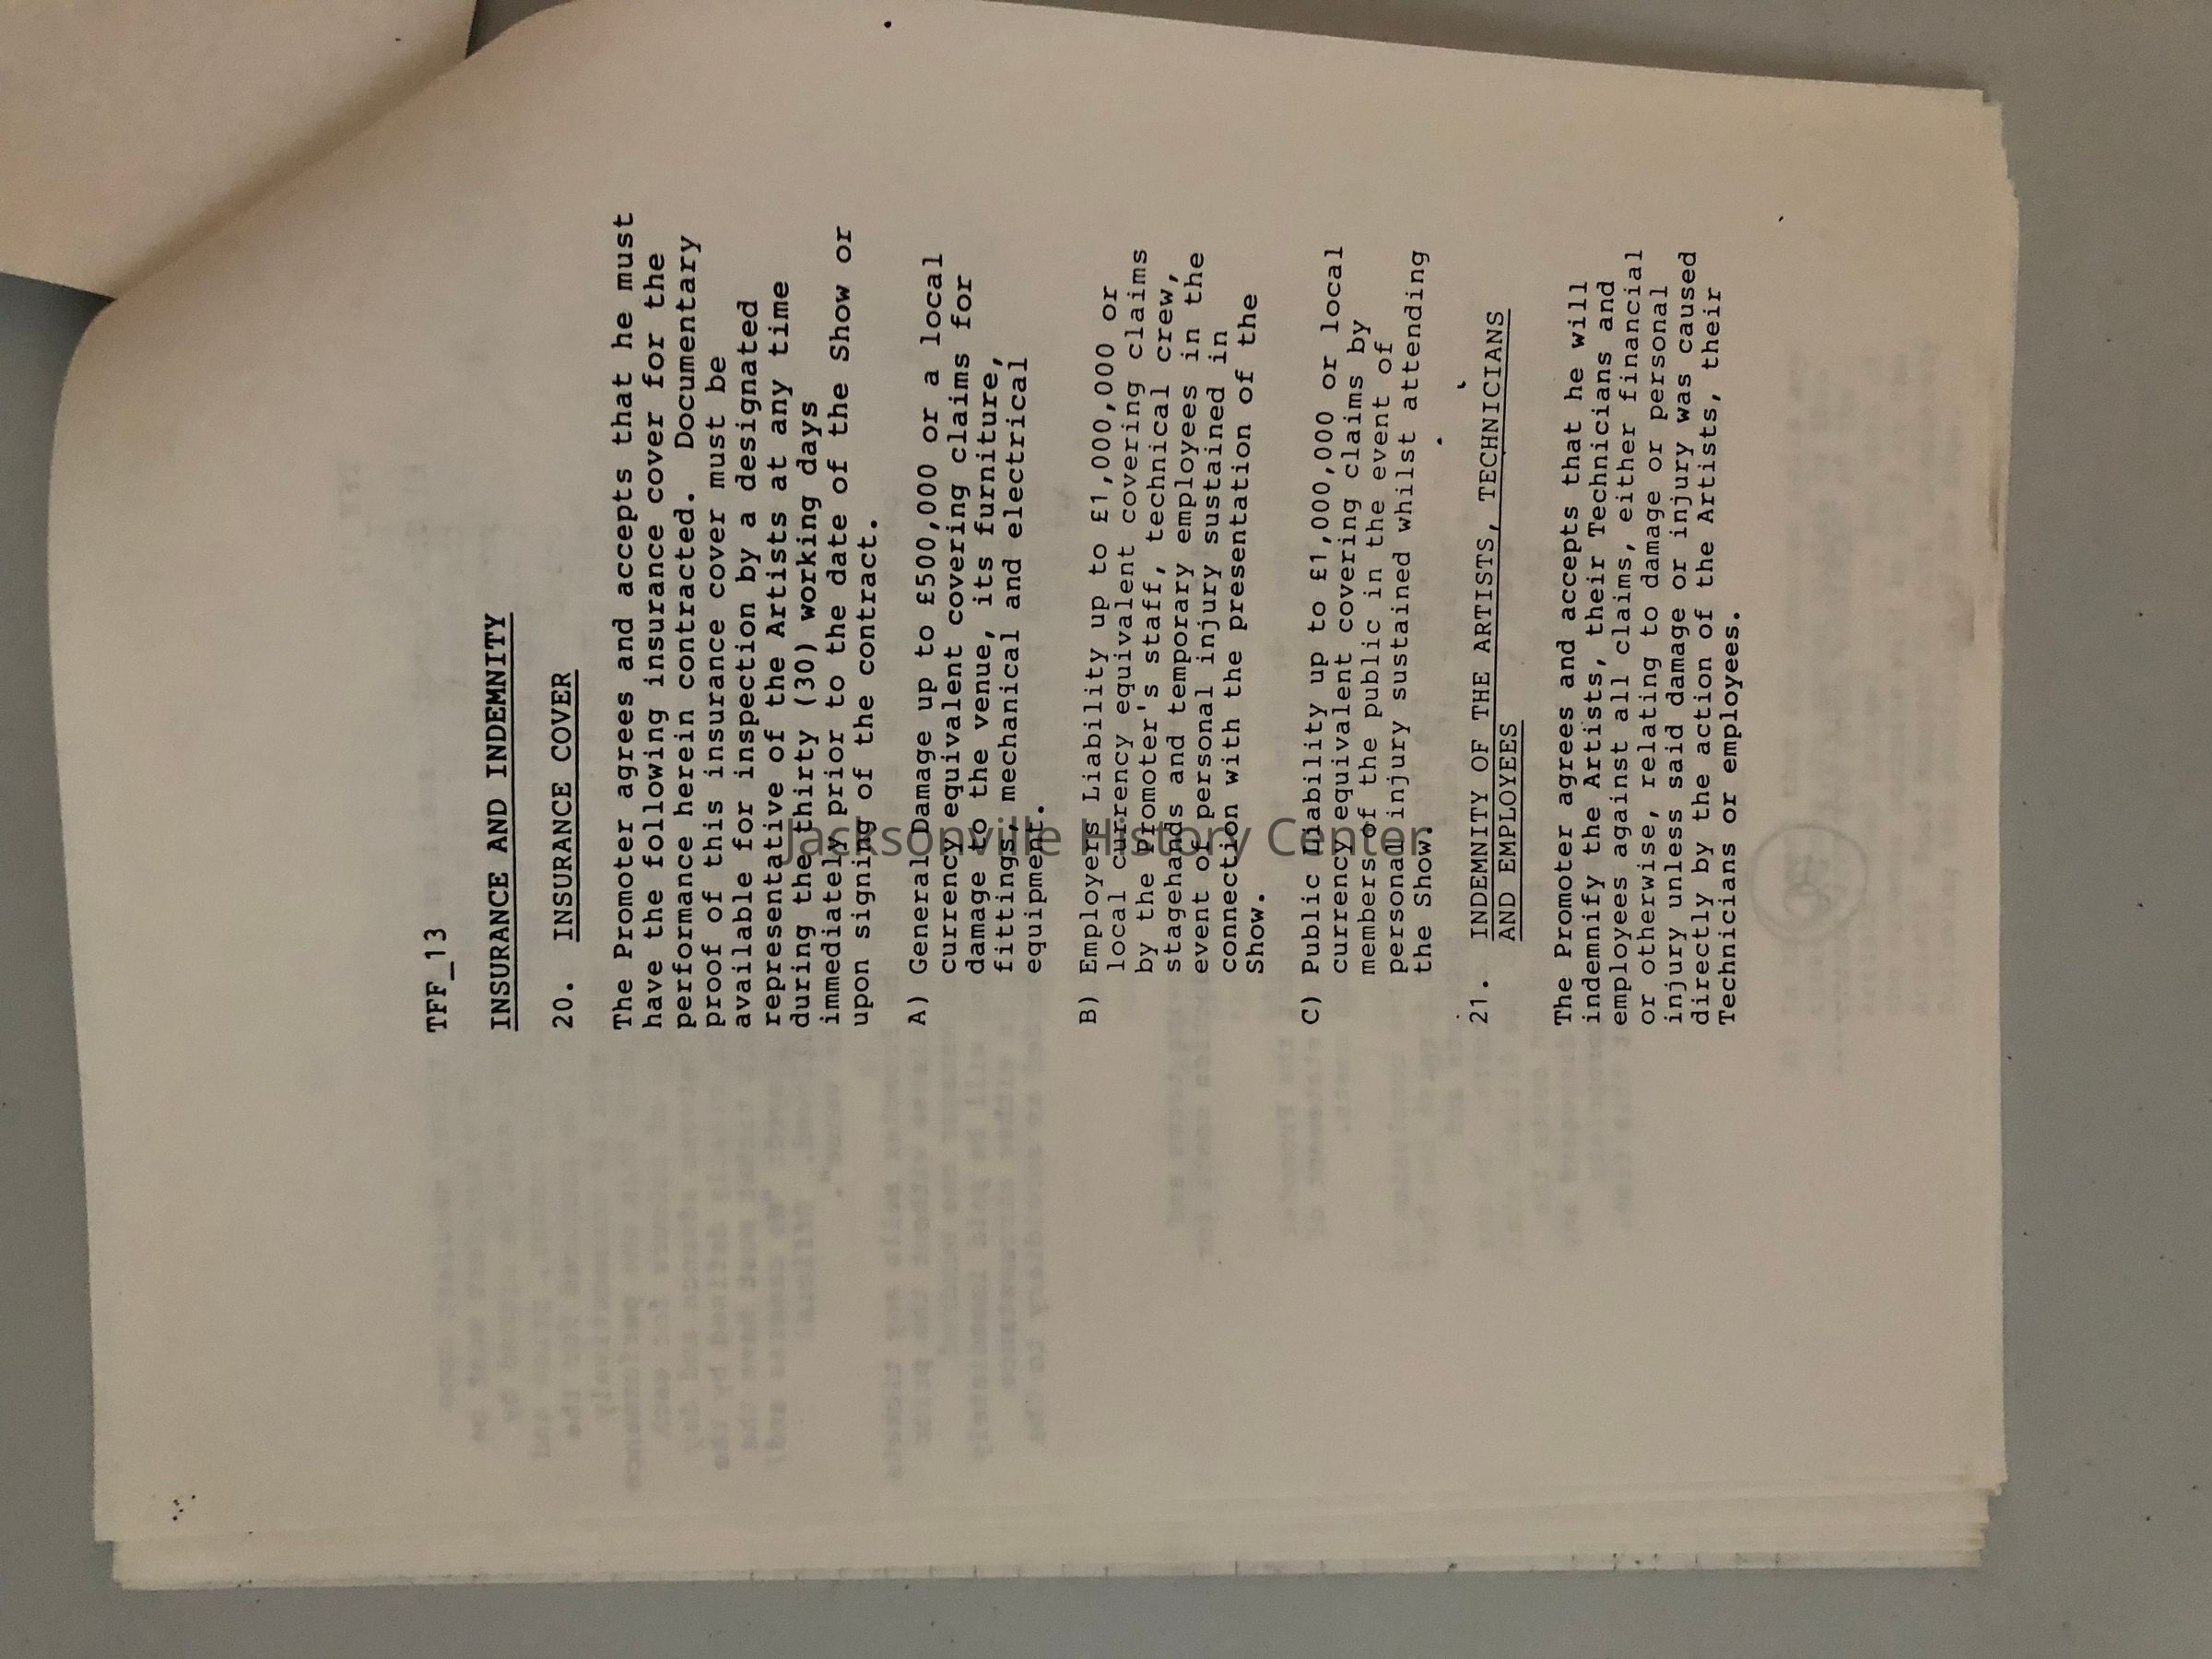 TFF_13
INSURANCE AND INDEMNITY
20. INSURANCE COVER
The Promoter agrees and accepts that he must
have the following insurance cover for the
performance herein contracted. Documentary
proof of this insurance cover must be
available for inspection by a designated
representative of the Artists at any time
during the thirty (30) working days
immediately prior to the date of the Show or
upon signing of the contract.
A) General Damage up to £500,000 or a local
currency equivalent covering claims for
damage to the venue, its furniture,
fittings, mechanical and electrical
equipment.
B) Employers Liability up to £1,000,000 or
local currency equivalent covering claims
by the Promoter's staff, technical crew,
stagehands and temporary employees in the
event of personal injury sustained in
connection with the presentation of the
Show.
C) Public Liability up to £1,000,000 or local
currency equivalent covering claims by
members of the public in the event of
personal injury sustained whilst attending
the Show.
21. INDEMNITY OF THE ARTISTS, TECHNICIANS
AND EMPLOYEES
The Promoter agrees and accepts that he will
indemnify the Artists, their Technicians and
employees against all claims, either financial
or otherwise, relating to damage or personal
injury unless said damage or injury was caused
directly by the action of the Artists, their
Technicians or employees.
Jacksonville History Center